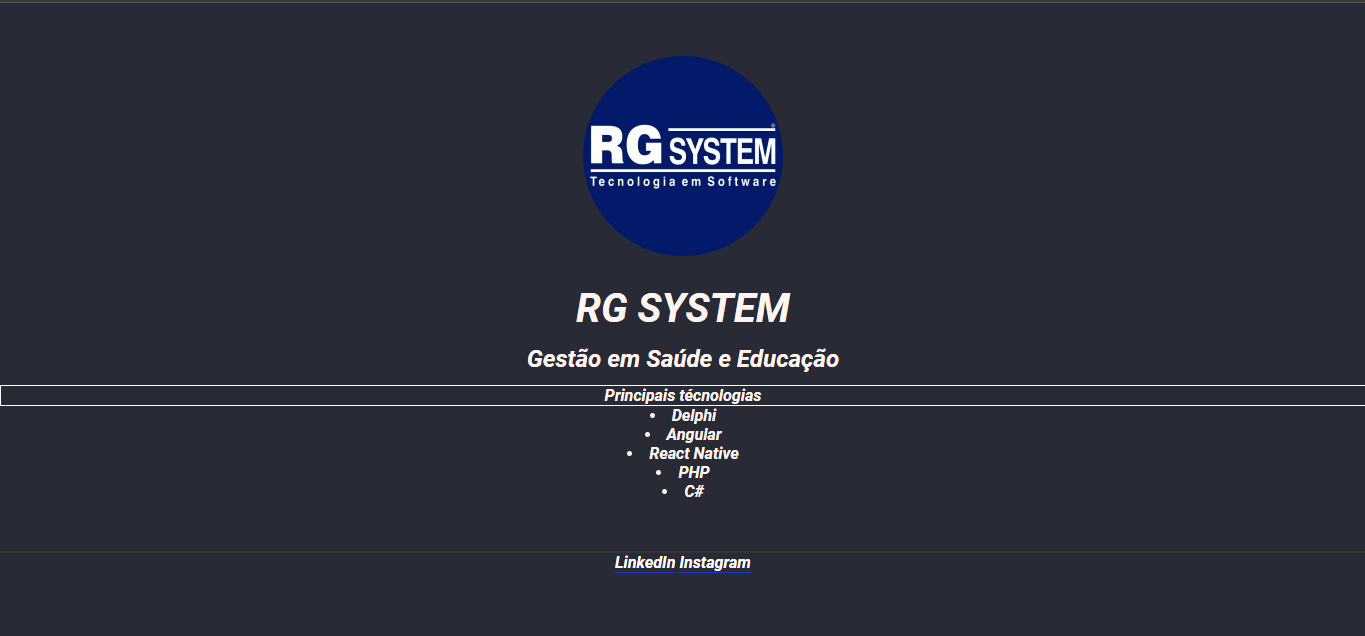 RG SYSTEM ®
Tecnologia em Software
RG SYSTEM
Gestão em Saúde e Educação
Principais técnologias
Delphi
Angular
React Native
PHP
C#
LinkedIn Instagram